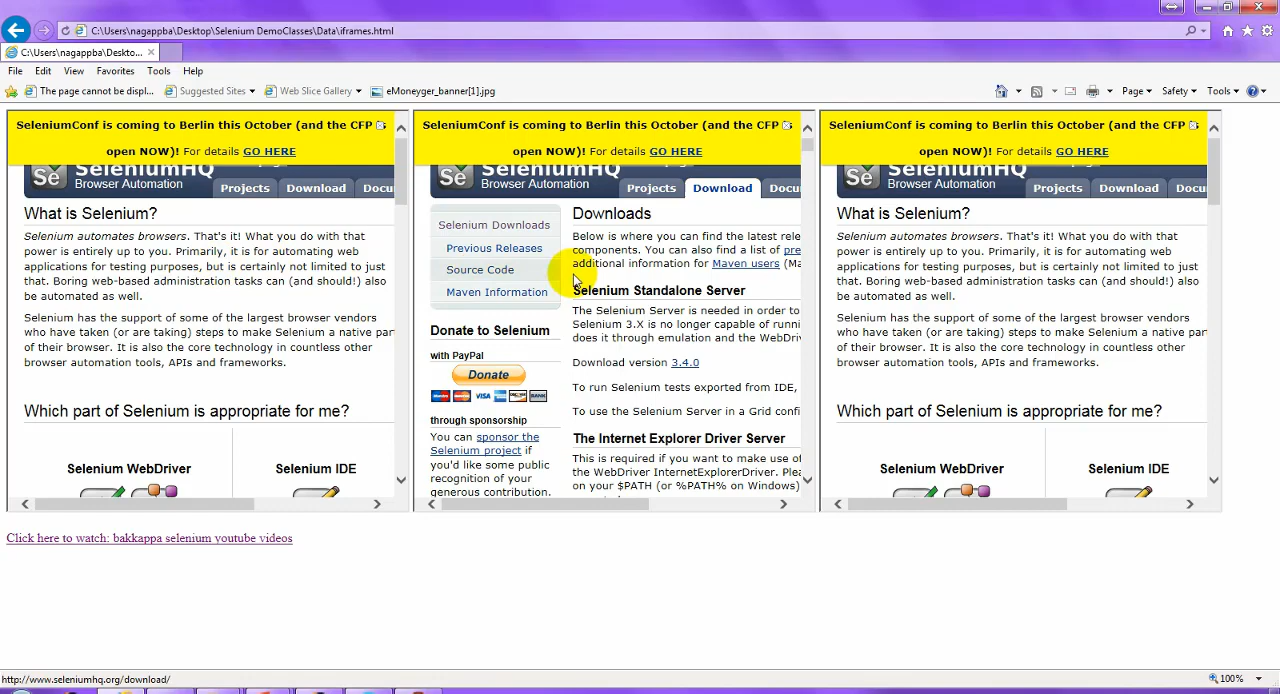 C:\Users\nagappba\Desktop\Selenium DemoClasses\Data\iframes.html
C:\Users\nagappba\Deskto...
File Edit View Favorites Tools Help
The page cannot be displ... Suggested Sites Web Slice Gallery eMoneyger_banner[1].jpg Page Safety Tools
SeleniumConf is coming to Berlin this October (and the CFP
open NOW)! For details GO HERE
SeleniumHQ
Browser Automation
Projects Download Docu
What is Selenium?
Selenium automates browsers. That's it! What you do with that
power is entirely up to you. Primarily, it is for automating web
applications for testing purposes, but is certainly not limited to just
that. Boring web-based administration tasks can (and should!) also
be automated as well.
Selenium has the support of some of the largest browser vendors
who have taken (or are taking) steps to make Selenium a native par
of their browser. It is also the core technology in countless other
browser automation tools, APIs and frameworks.
Which part of Selenium is appropriate for me?
Selenium WebDriver Selenium IDE
SeleniumConf is coming to Berlin this October (and the CFP
open NOW)! For details GO HERE
SeleniumHQ
Browser Automation
Projects Download Docu
Selenium Downloads
Previous Releases
Source Code
Maven Information
Donate to Selenium
with PayPal
Donate
VISA
BANK
through sponsorship
You can sponsor the
Selenium project if
you'd like some public
recognition of your
generous contribution.
Downloads
Below is where you can find the latest rele
components. You can also find a list of pre
additional information for Maven users (Ma
Selenium Standalone Server
The Selenium Server is needed in order to
Selenium 3.X is no longer capable of runni
does it through emulation and the WebDriv
Download version 3.4.0
To run Selenium tests exported from IDE,
To use the Selenium Server in a Grid confi
The Internet Explorer Driver Server
This is required if you want to make use of
the WebDriver InternetExplorerDriver. Plea
on your $PATH (or %PATH% on Windows)
SeleniumConf is coming to Berlin this October (and the CFP
open NOW)! For details GO HERE
SeleniumHQ
Browser Automation
Projects Download Docu
What is Selenium?
Selenium automates browsers. That's it! What you do with that
power is entirely up to you. Primarily, it is for automating web
applications for testing purposes, but is certainly not limited to just
that. Boring web-based administration tasks can (and should!) also
be automated as well.
Selenium has the support of some of the largest browser vendors
who have taken (or are taking) steps to make Selenium a native par
of their browser. It is also the core technology in countless other
browser automation tools, APIs and frameworks.
Which part of Selenium is appropriate for me?
Selenium WebDriver Selenium IDE
Click here to watch: bakkappa selenium youtube videos
http://www.seleniumhq.org/download/
100%